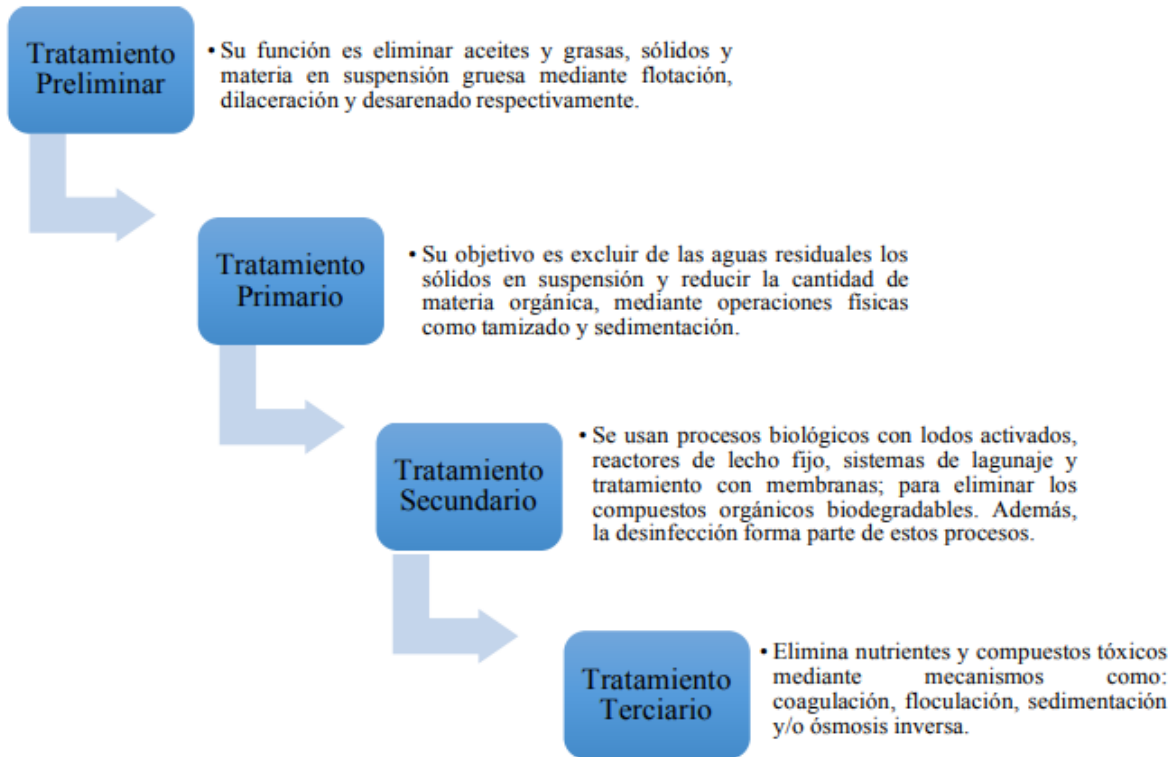 Tratamiento
Preliminar
• Su función es eliminar aceites y grasas, sólidos y
materia en suspensión gruesa mediante flotación,
dilaceración y desarenado respectivamente.
Tratamiento
Primario
• Su objetivo es excluir de las aguas residuales los
sólidos en suspensión y reducir la cantidad de
materia orgánica, mediante operaciones físicas
como tamizado y sedimentación.
Tratamiento
Secundario
• Se usan procesos biológicos con lodos activados,
reactores de lecho fijo, sistemas de lagunaje y
tratamiento con membranas; para eliminar los
compuestos orgánicos biodegradables. Además,
la desinfección forma parte de estos procesos.
Tratamiento
Terciario
• Elimina nutrientes y compuestos tóxicos
mediante mecanismos como:
coagulación, floculación, sedimentación
y/o ósmosis inversa.